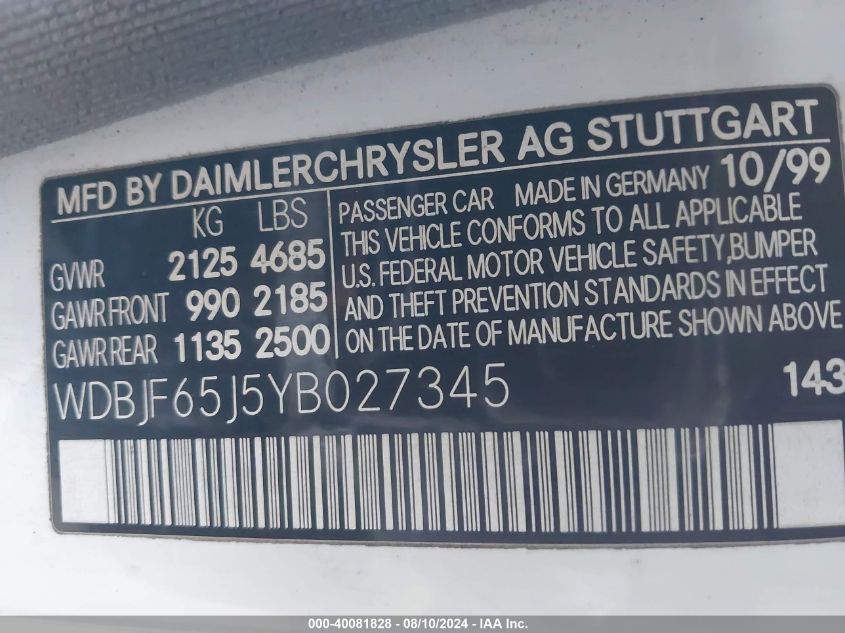 MFD BY DAIMLERCHRYSLER AG STUTTGART
KG LBS
GVWR 2125 4685
GAWR FRONT 990 2185
GAWR REAR 1135 2500
PASSENGER CAR MADE IN GERMANY 10/99
THIS VEHICLE CONFORMS TO ALL APPLICABLE
U.S. FEDERAL MOTOR VEHICLE SAFETY, BUMPER
AND THEFT PREVENTION STANDARDS IN EFFECT
ON THE DATE OF MANUFACTURE SHOWN ABOVE
WDBJF65J5YB027345 143
000-40081828 - 08/10/2024 - IAA Inc.